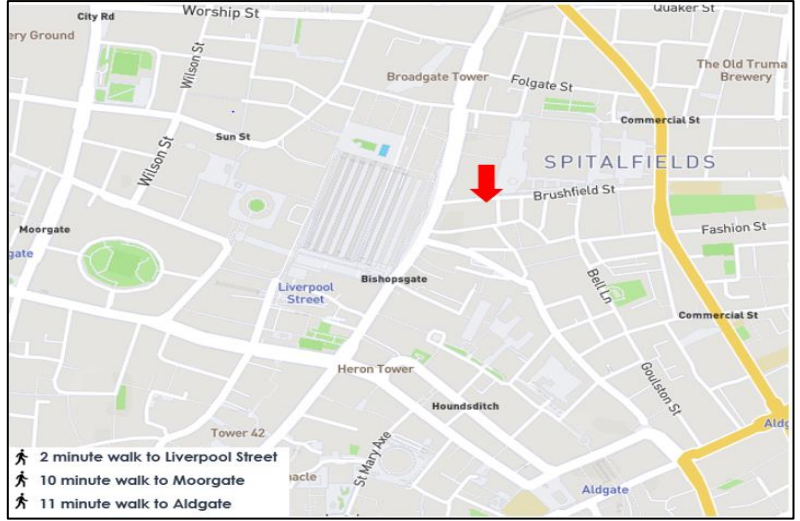 City Rd
Worship St
Quaker St
ery Ground
Wilson St
Broadgate Tower
Folgate St
The Old Truma
Brewery
Commercial St
Sun St
Wilson St
SPITALFIELDS
Brushfield St
Moorgate
gate
Fashion St
Bishopsgate
Liverpool
Street
Bell Ln
Commercial St
Heron Tower
Goulston St
Houndsditch
Aldg
Tower 42
St Mary Axe
nacle
Aldgate
2 minute walk to Liverpool Street
10 minute walk to Moorgate
11 minute walk to Aldgate